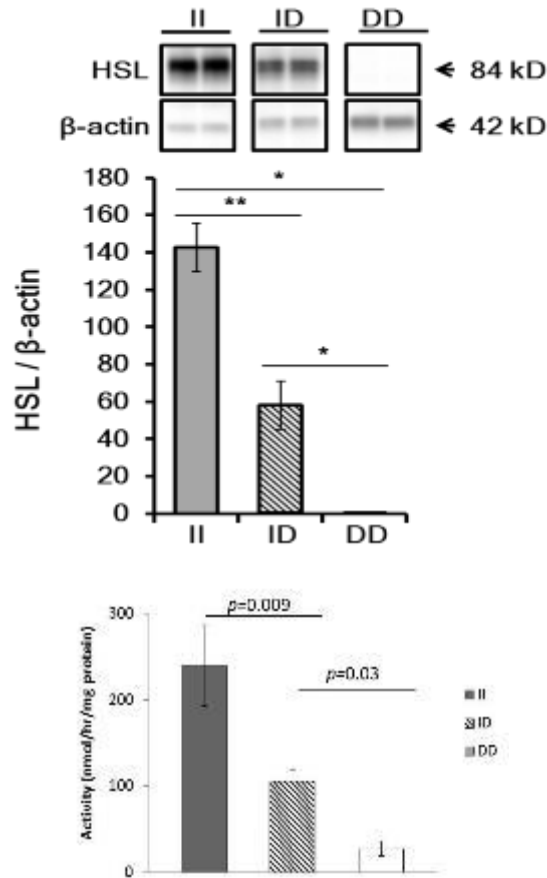 II ID DD
HSL 84 kD
β-actin 42 kD
180
160
140
120
100
80
60
40
20
0
HSL / β-actin
*
**
*
II ID DD
300
200
100
0
Activity (nmol/hr/mg protein)
p=0.009
p=0.03
II
ID
DD